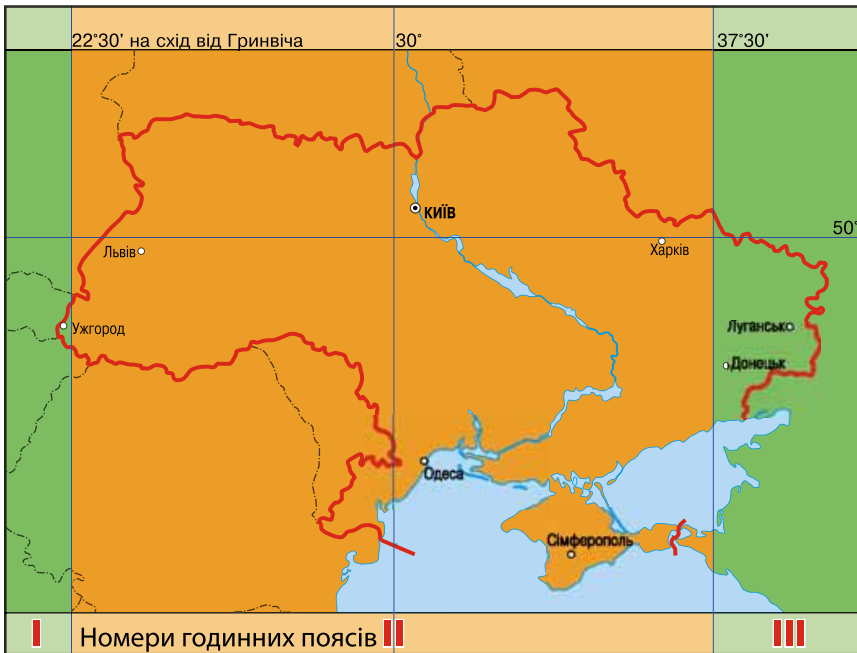 22°30' на схід від Гринвіча 30° 37°30'
КИЇВ
50°
Львів
Харків
Ужгород
Луганськ
Донецьк
Одеса
Сімферополь
I Номери годинних поясів II III